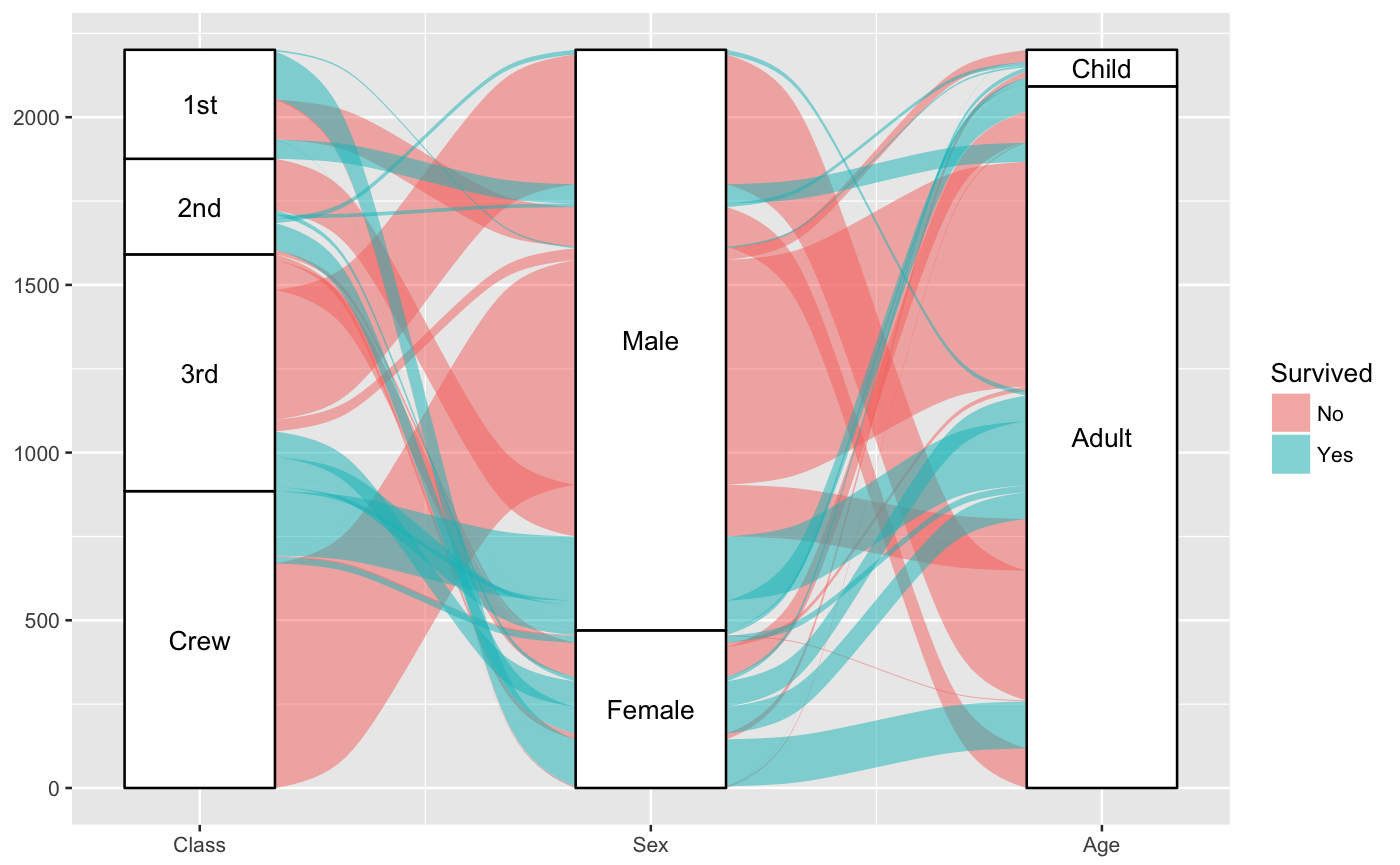 2000
1500
1000
500
0
1st
2nd
3rd
Crew
Male
Female
Child
Adult
Class
Sex
Age
Survived
No
Yes